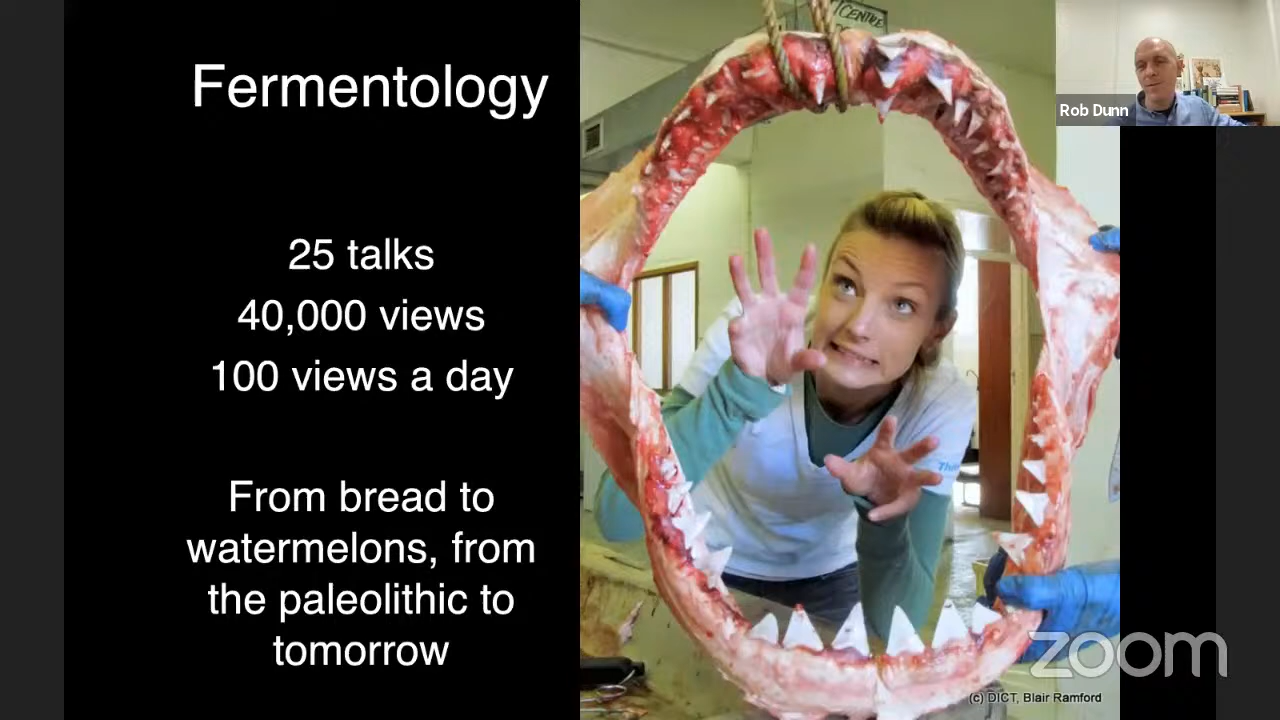 Fermentology
25 talks
40,000 views
100 views a day
From bread to
watermelons, from
the paleolithic to
tomorrow
CENTRE
Rob Dunn
zoom
(c) DICT, Blair Ramford